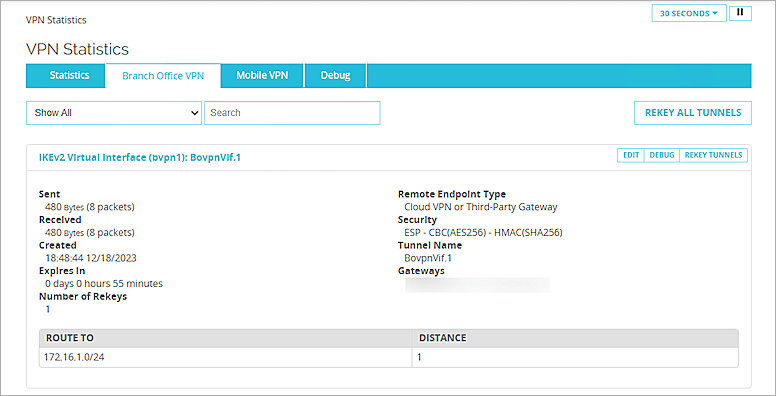 VPN Statistics
30 SECONDS
VPN Statistics
Statistics Branch Office VPN Mobile VPN Debug
Show All Search REKEY ALL TUNNELS
IKEv2 Virtual Interface (bvpn1): BovpnVif.1 EDIT DEBUG REKEY TUNNELS
Sent
480 Bytes (8 packets)
Received
480 Bytes (8 packets)
Created
18:48:44 12/18/2023
Expires In
0 days 0 hours 55 minutes
Number of Rekeys
1
Remote Endpoint Type
Cloud VPN or Third-Party Gateway
Security
ESP - CBC(AES256) - HMAC(SHA256)
Tunnel Name
BovpnVif.1
Gateways
ROUTE TO DISTANCE
172.16.1.0/24 1